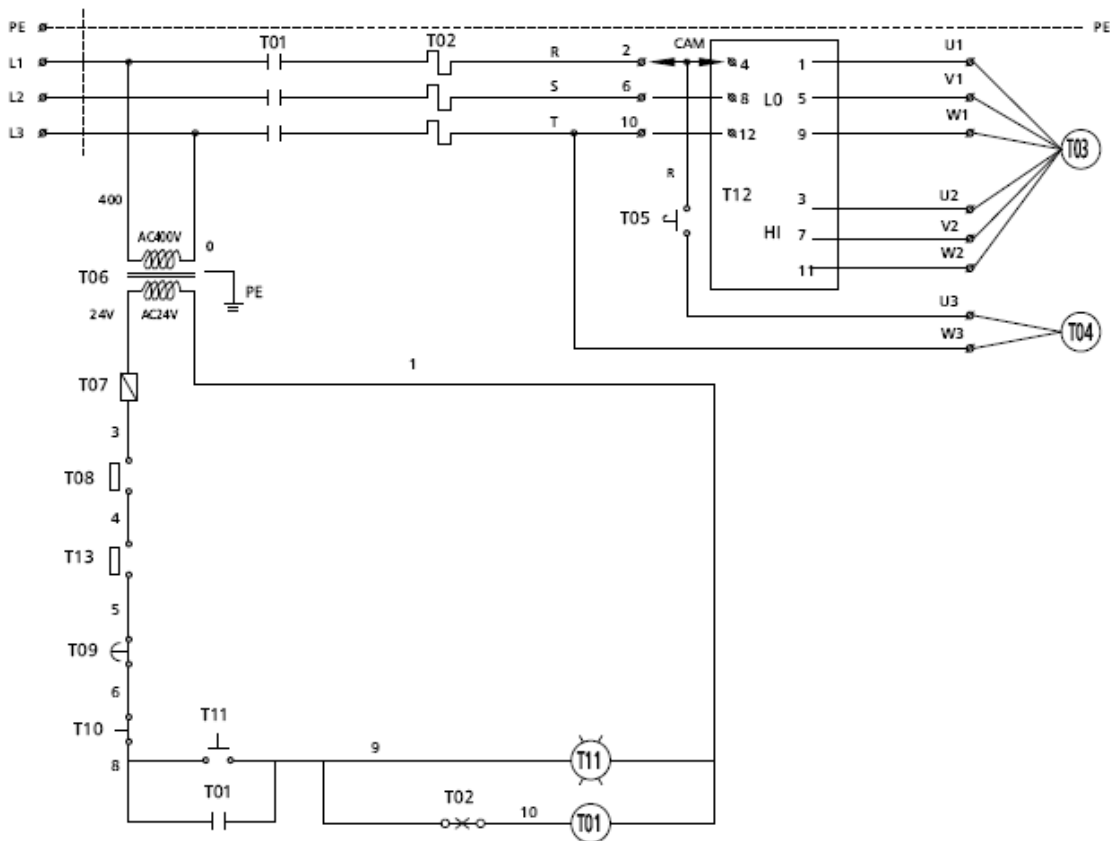 PE PE
T01 T02 CAM U1
L1 R 2 4 1
V1
L2 S 6 8 LO 5
W1
L3 T 10 12 9
T03
R
400 T12 3 U2
T05
AC400V 0 HI 7 V2
W2
T06 11
PE
24V AC24V U3
T04
W3
1
T07
3
T08
4
T13
5
T09
6
T10 T11
8 9 T11
T01 T02 10 T01